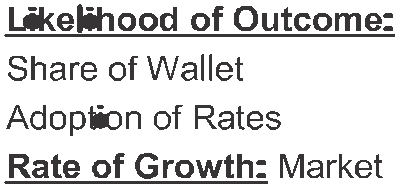 Likelihood of Outcome:
Share of Wallet
Adoption of Rates
Rate of Growth: Market